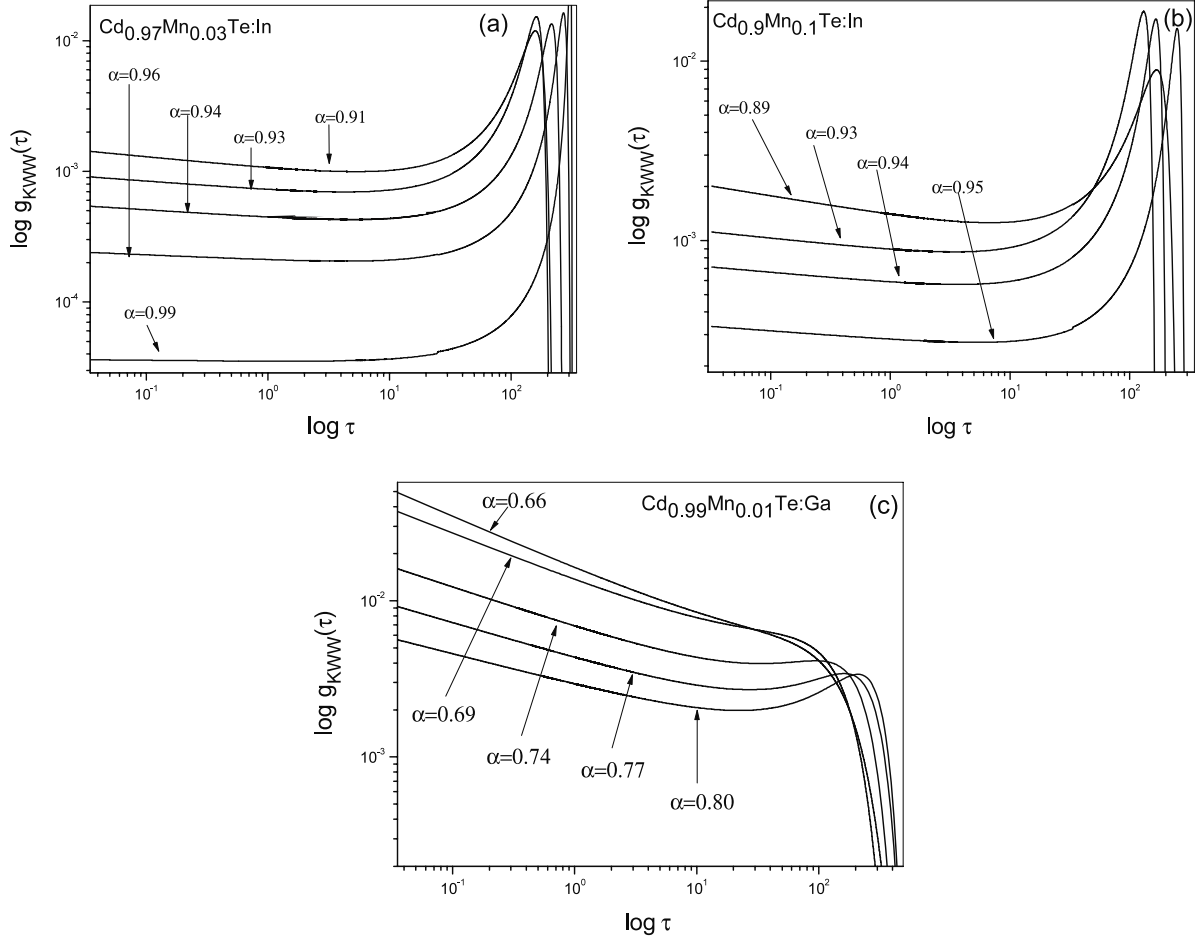 Cd0.97Mn0.03Te:In
(a)
α=0.96
α=0.94
α=0.93
α=0.91
α=0.99
10-2
10-3
10-4
log gKWW(τ)
10-1
100
101
102
log τ
Cd0.9Mn0.1Te:In
(b)
α=0.89
α=0.93
α=0.94
α=0.95
10-2
10-3
log gKWW(τ)
10-1
100
101
102
log τ
Cd0.99Mn0.01Te:Ga
(c)
α=0.66
α=0.69
α=0.74
α=0.77
α=0.80
10-2
10-3
log gKWW(τ)
10-1
100
101
102
log τ